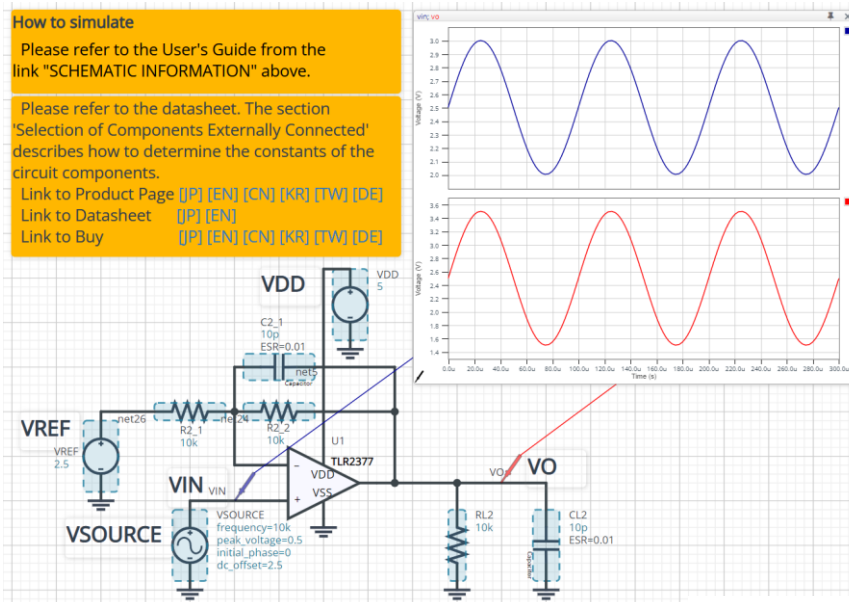 How to simulate
Please refer to the User's Guide from the
link "SCHEMATIC INFORMATION" above.
Please refer to the datasheet. The section
'Selection of Components Externally Connected'
describes how to determine the constants of the
circuit components.
Link to Product Page [JP] [EN] [CN] [KR] [TW] [DE]
Link to Datasheet [JP] [EN]
Link to Buy [JP] [EN] [CN] [KR] [TW] [DE]
vin; vo
Voltage (V)
3.0
2.9
2.8
2.7
2.6
2.5
2.4
2.3
2.2
2.1
2.0
Voltage (V)
3.6
3.4
3.2
3.0
2.8
2.6
2.4
2.2
2.0
1.8
1.6
1.4
0.0u 20.0u 40.0u 60.0u 80.0u 100.0u 120.0u 140.0u 160.0u 180.0u 200.0u 220.0u 240.0u 260.0u 280.0u 300.0u
Time (s)
VDD
VDD
5
C2_1
10p
ESR=0.01
net5
Capacitor
net26
R2_1
10k
net24
R2_2
10k
VREF
VREF
2.5
U1
TLR2377
VDD
VSS
VIN
VIN
VO
VO
VSOURCE
VSOURCE
frequency=10k
peak_voltage=0.5
initial_phase=0
dc_offset=2.5
RL2
10k
CL2
10p
ESR=0.01
Capacitor